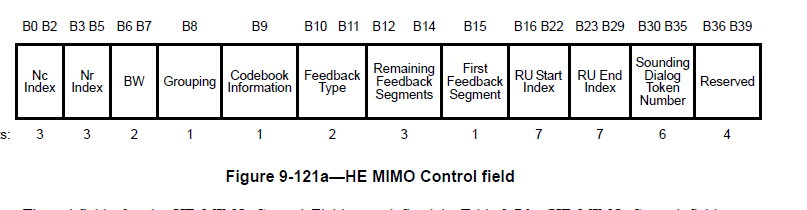 B0 B2 B3 B5 B6 B7 B8 B9 B10 B11 B12 B14 B15 B16 B22 B23 B29 B30 B35 B36 B39
Nc Index
Nr Index
BW
Grouping
Codebook Information
Feedback Type
Remaining Feedback Segments
First Feedback Segment
RU Start Index
RU End Index
Sounding Dialog Token Number
Reserved
ts: 3 3 2 1 1 2 3 1 7 7 6 4
Figure 9-121a—HE MIMO Control field